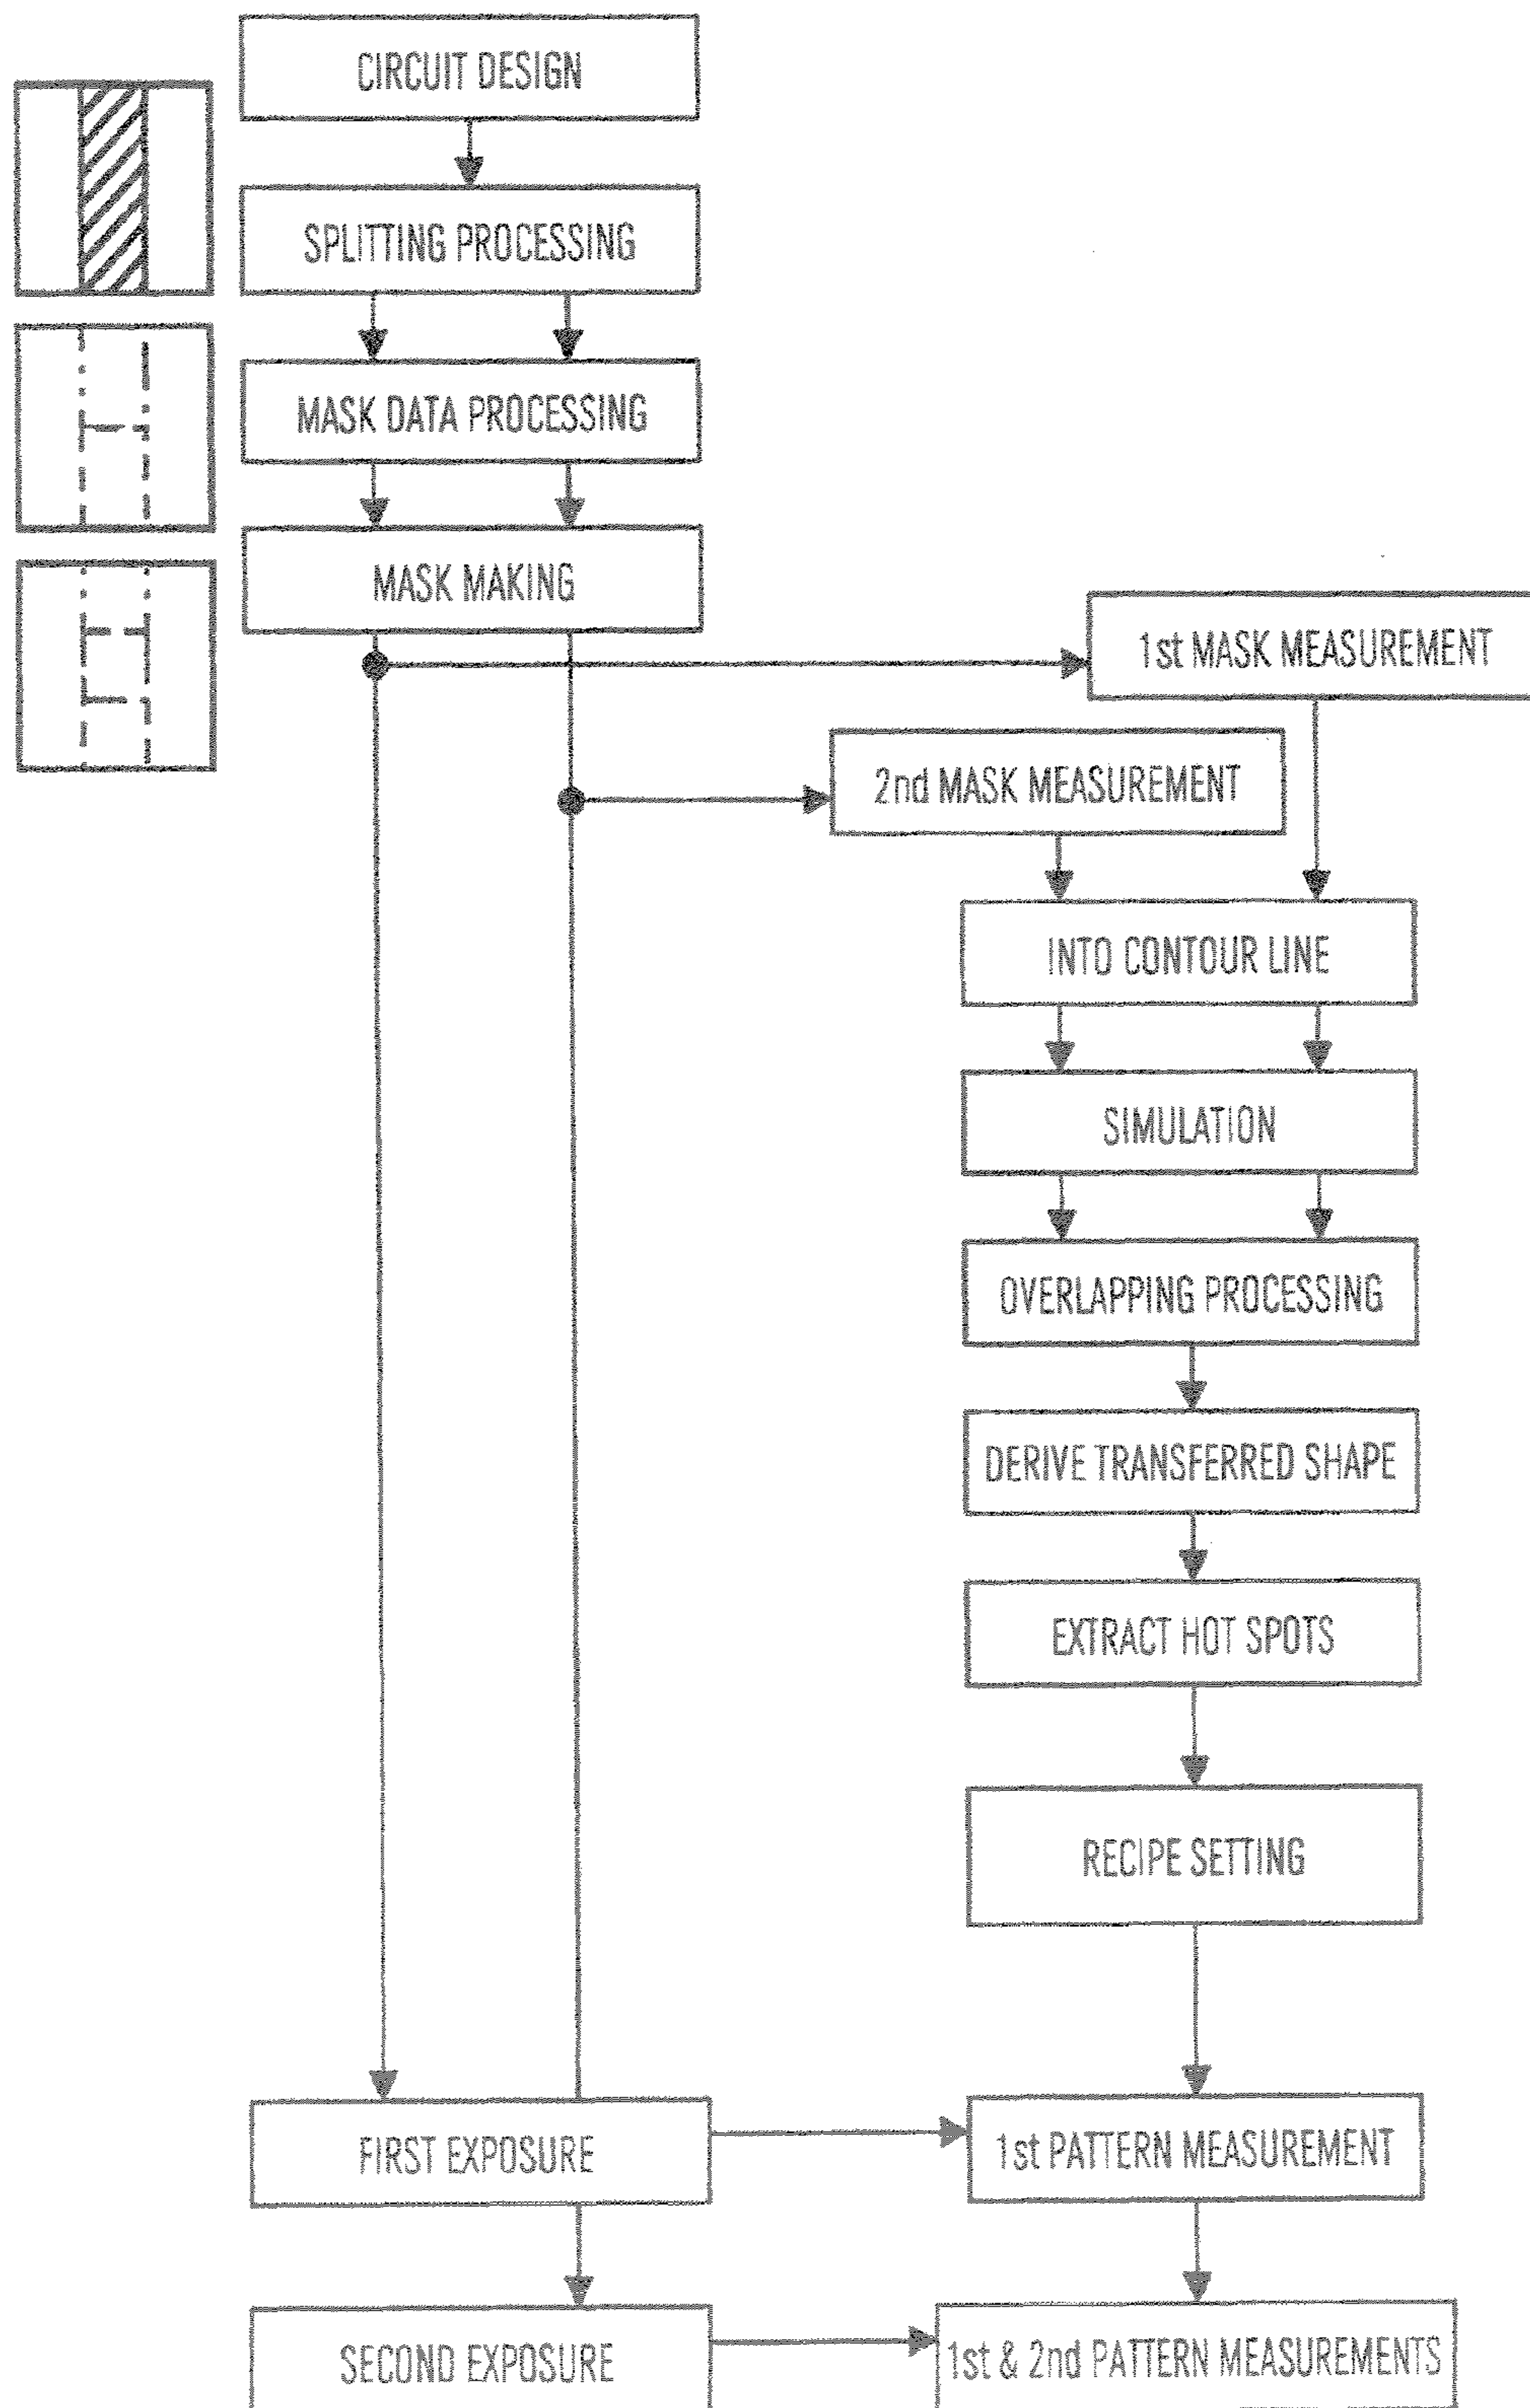 CIRCUIT DESIGN
SPLITTING PROCESSING
MASK DATA PROCESSING
MASK MAKING
1st MASK MEASUREMENT
2nd MASK MEASUREMENT
INTO CONTOUR LINE
SIMULATION
OVERLAPPING PROCESSING
DERIVE TRANSFERRED SHAPE
EXTRACT HOT SPOTS
RECIPE SETTING
FIRST EXPOSURE
1st PATTERN MEASUREMENT
SECOND EXPOSURE
1st & 2nd PATTERN MEASUREMENTS